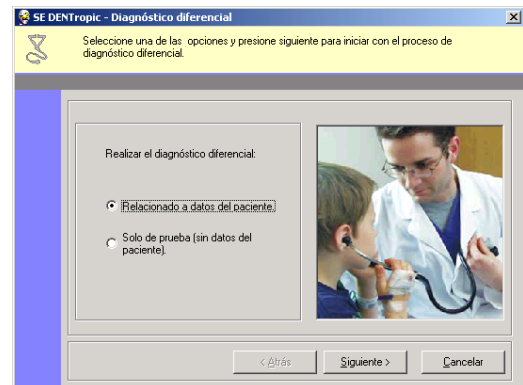 SE DENTropic - Diagnóstico diferencial
Seleccione una de las opciones y presione siguiente para iniciar con el proceso de
diagnóstico diferencial.
Realizar el diagnóstico diferencial:
Relacionado a datos del paciente.
Solo de prueba (sin datos del
paciente).
< Atrás
Siguiente >
Cancelar